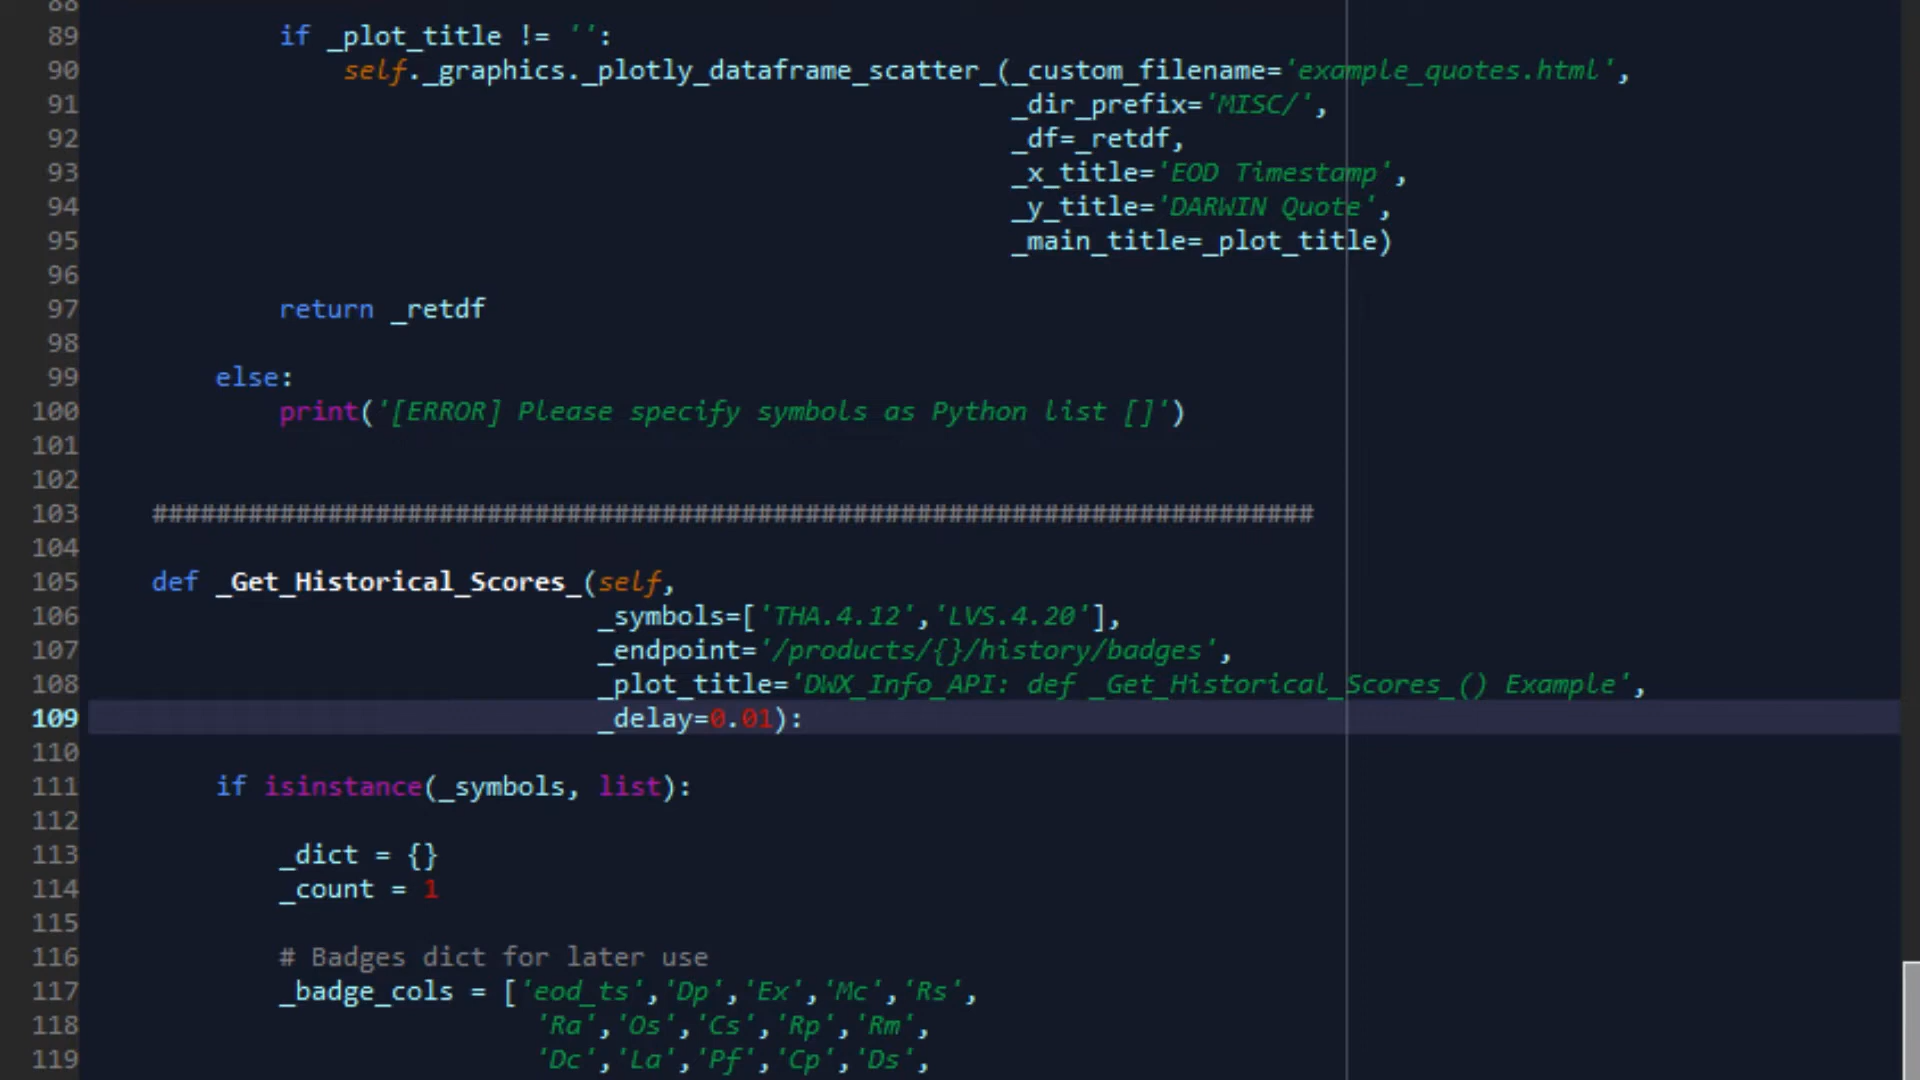 88
89 if _plot_title != '':
90 self._graphics._plotly_dataframe_scatter_(_custom_filename='example_quotes.html',
91 _dir_prefix='MISC/',
92 _df=_retdf,
93 _x_title='EOD Timestamp',
94 _y_title='DARWIN Quote',
95 _main_title=_plot_title)
96
97 return _retdf
98
99 else:
100 print('[ERROR] Please specify symbols as Python list []')
101
102
103 #########################################################################
104
105 def _Get_Historical_Scores_(self,
106 _symbols=['THA.4.12','LVS.4.20'],
107 _endpoint='/products/{}/history/badges',
108 _plot_title='DWX_Info_API: def _Get_Historical_Scores_() Example',
109 _delay=0.01):
110
111 if isinstance(_symbols, list):
112
113 _dict = {}
114 _count = 1
115
116 # Badges dict for later use
117 _badge_cols = ['eod_ts','Dp','Ex','Mc','Rs',
118 'Ra','Os','Cs','Rp','Rm',
119 'Dc','La','Pf','Cp','Ds',